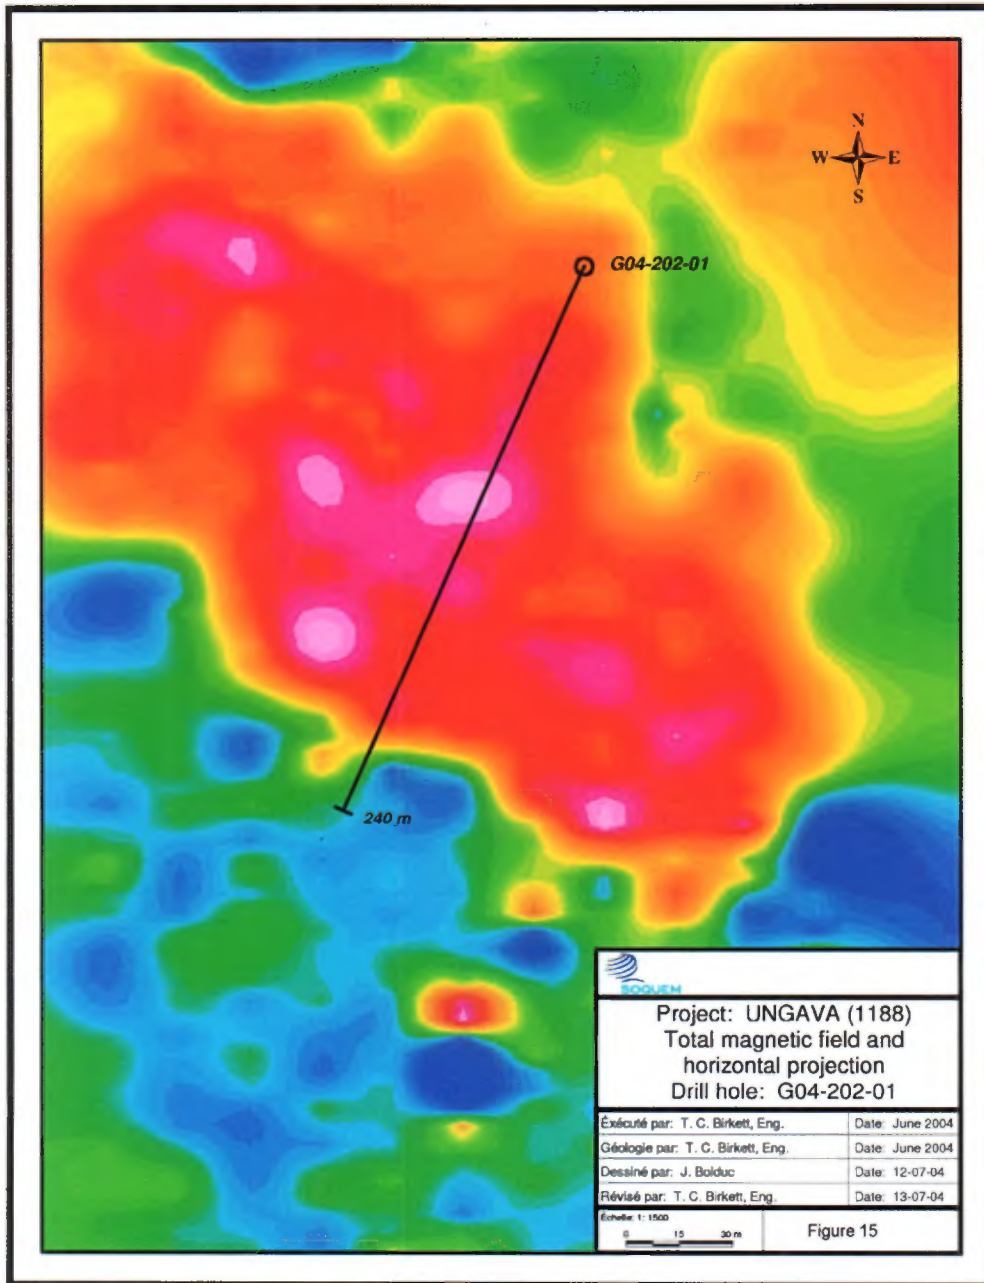 N
W E
S
G04-202-01
240 m
SOQUEM
Project: UNGAVA (1188)
Total magnetic field and
horizontal projection
Drill hole: G04-202-01
Exécuté par: T. C. Birkett, Eng. Date: June 2004
Géologie par: T. C. Birkett, Eng. Date: June 2004
Dessiné par: J. Bolduc Date: 12-07-04
Révisé par: T. C. Birkett, Eng. Date: 13-07-04
Échelle: 1: 1500
0 15 30 m
Figure 15